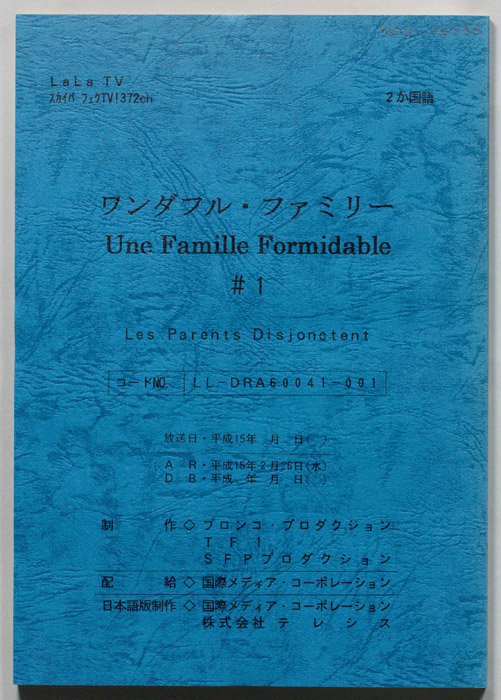 LaLa TV
スカイパーフェクTV!372ch
2か国語
ワンダフル・ファミリー
Une Famille Formidable
#1
Les Parents Disjonctent
コードNO. LL-DRA60041-001
放送日・平成15年 月 日( )
A R・平成15年2月26日(水)
D B・平成 年 月 日( )
制 作◇ブロンコ・プロダクション
TF1
SFPプロダクション
配 給◇国際メディア・コーポレーション
日本語版制作◇国際メディア・コーポレーション
株式会社テレシス